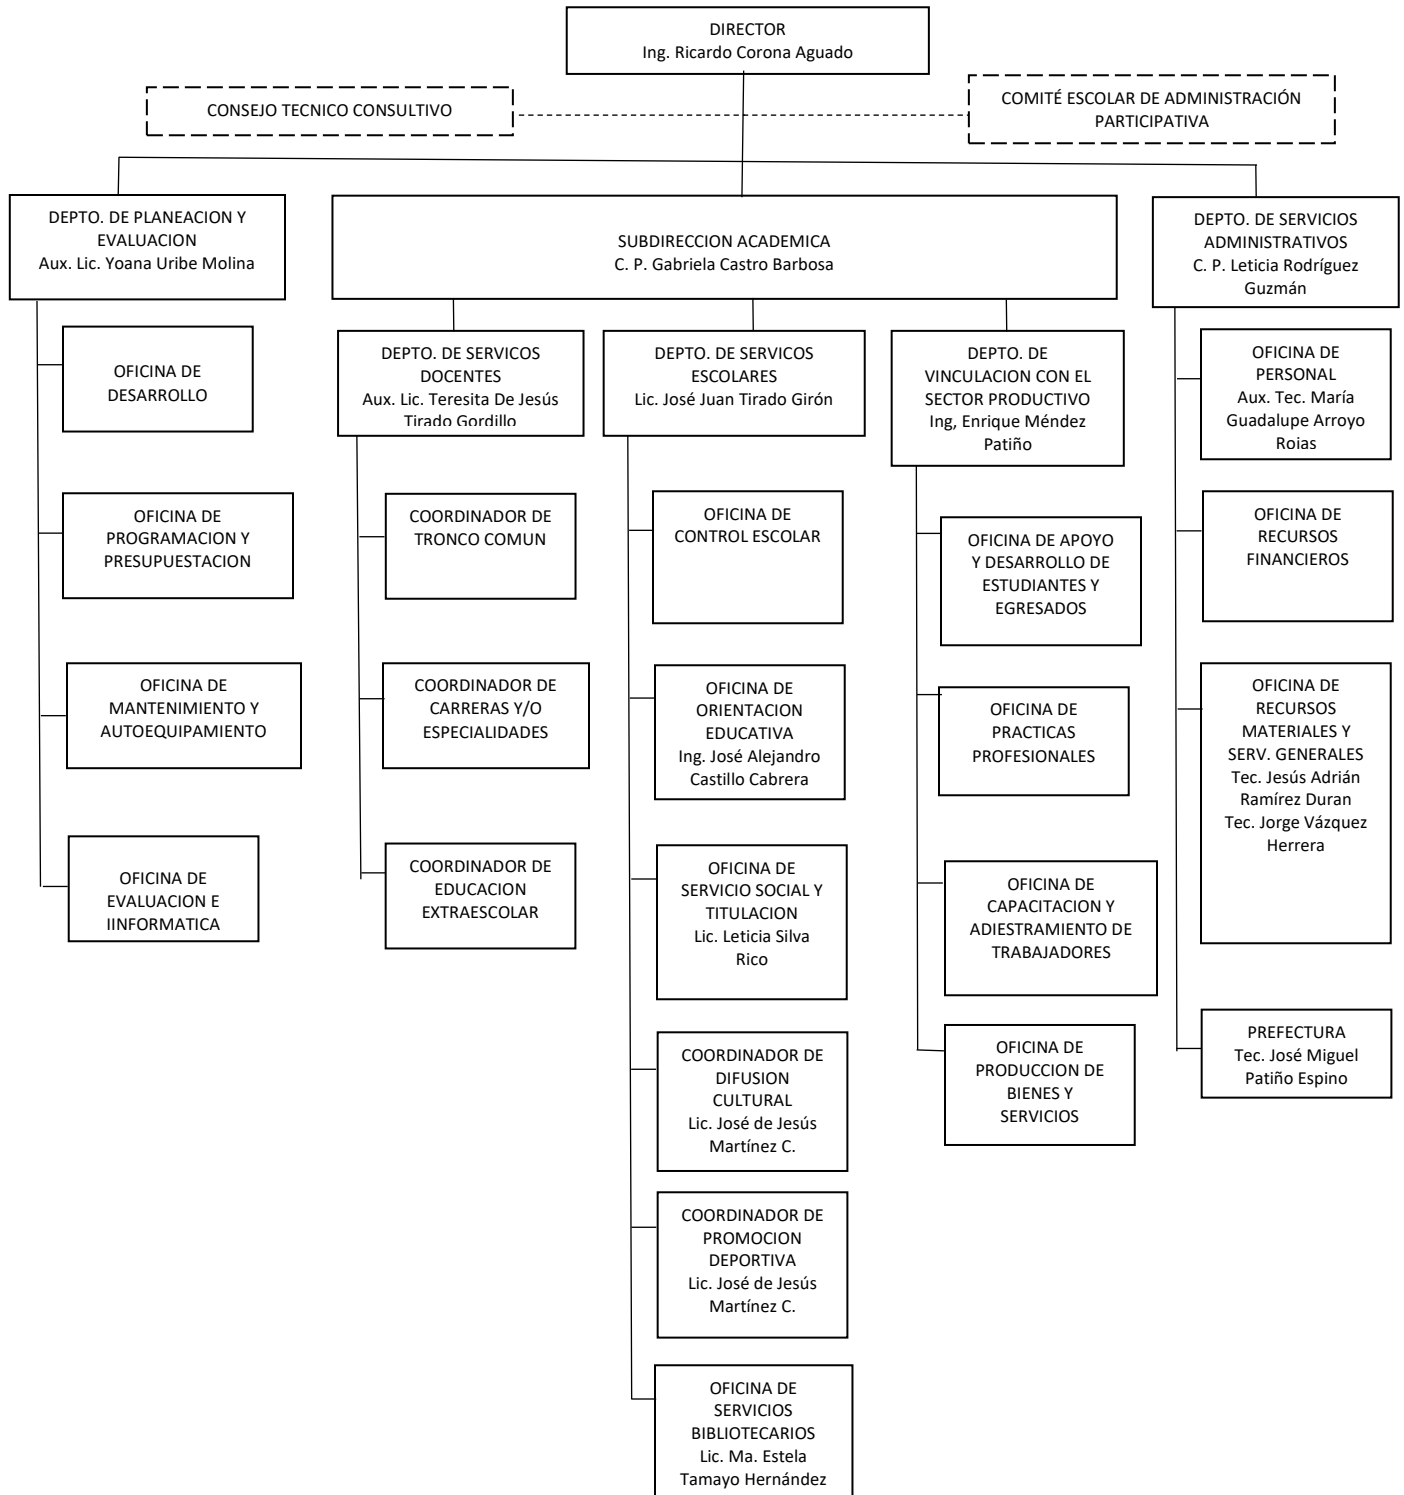 DIRECTOR
Ing. Ricardo Corona Aguado
CONSEJO TECNICO CONSULTIVO
COMITÉ ESCOLAR DE ADMINISTRACIÓN
PARTICIPATIVA
DEPTO. DE PLANEACION Y
EVALUACION
Aux. Lic. Yoana Uribe Molina
SUBDIRECCION ACADEMICA
C. P. Gabriela Castro Barbosa
DEPTO. DE SERVICIOS
ADMINISTRATIVOS
C. P. Leticia Rodríguez
Guzmán
OFICINA DE
DESARROLLO
OFICINA DE
PROGRAMACION Y
PRESUPUESTACION
OFICINA DE
MANTENIMIENTO Y
AUTOEQUIPAMIENTO
OFICINA DE
EVALUACION E
IINFORMATICA
DEPTO. DE SERVICOS
DOCENTES
Aux. Lic. Teresita De Jesús
Tirado Gordillo
COORDINADOR DE
TRONCO COMUN
COORDINADOR DE
CARRERAS Y/O
ESPECIALIDADES
COORDINADOR DE
EDUCACION
EXTRAESCOLAR
DEPTO. DE SERVICOS
ESCOLARES
Lic. José Juan Tirado Girón
OFICINA DE
CONTROL ESCOLAR
OFICINA DE
ORIENTACION
EDUCATIVA
Ing. José Alejandro
Castillo Cabrera
OFICINA DE
SERVICIO SOCIAL Y
TITULACION
Lic. Leticia Silva
Rico
COORDINADOR DE
DIFUSION
CULTURAL
Lic. José de Jesús
Martínez C.
COORDINADOR DE
PROMOCION
DEPORTIVA
Lic. José de Jesús
Martínez C.
OFICINA DE
SERVICIOS
BIBLIOTECARIOS
Lic. Ma. Estela
Tamayo Hernández
DEPTO. DE
VINCULACION CON EL
SECTOR PRODUCTIVO
Ing, Enrique Méndez
Patiño
OFICINA DE APOYO
Y DESARROLLO DE
ESTUDIANTES Y
EGRESADOS
OFICINA DE
PRACTICAS
PROFESIONALES
OFICINA DE
CAPACITACION Y
ADIESTRAMIENTO DE
TRABAJADORES
OFICINA DE
PRODUCCION DE
BIENES Y
SERVICIOS
OFICINA DE
PERSONAL
Aux. Tec. María
Guadalupe Arroyo
Rojas
OFICINA DE
RECURSOS
FINANCIEROS
OFICINA DE
RECURSOS
MATERIALES Y
SERV. GENERALES
Tec. Jesús Adrián
Ramírez Duran
Tec. Jorge Vázquez
Herrera
PREFECTURA
Tec. José Miguel
Patiño Espino